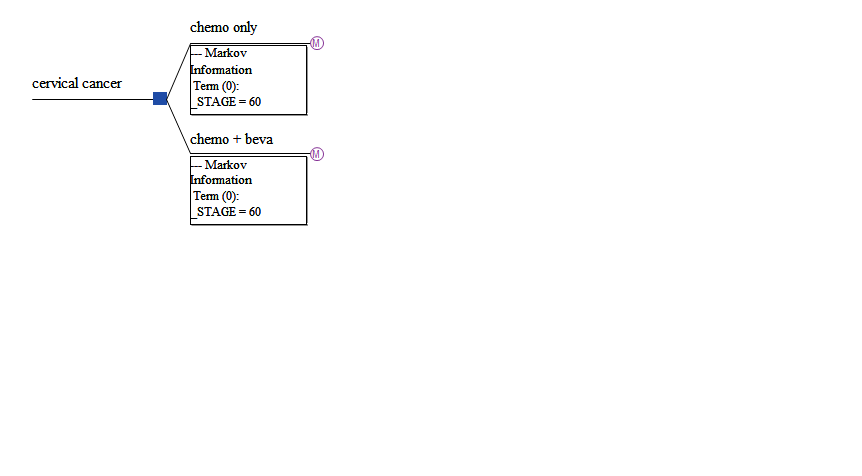 chemo only
M
--- Markov
Information
Term (0):
_STAGE = 60
cervical cancer
chemo + beva
M
--- Markov
Information
Term (0):
_STAGE = 60